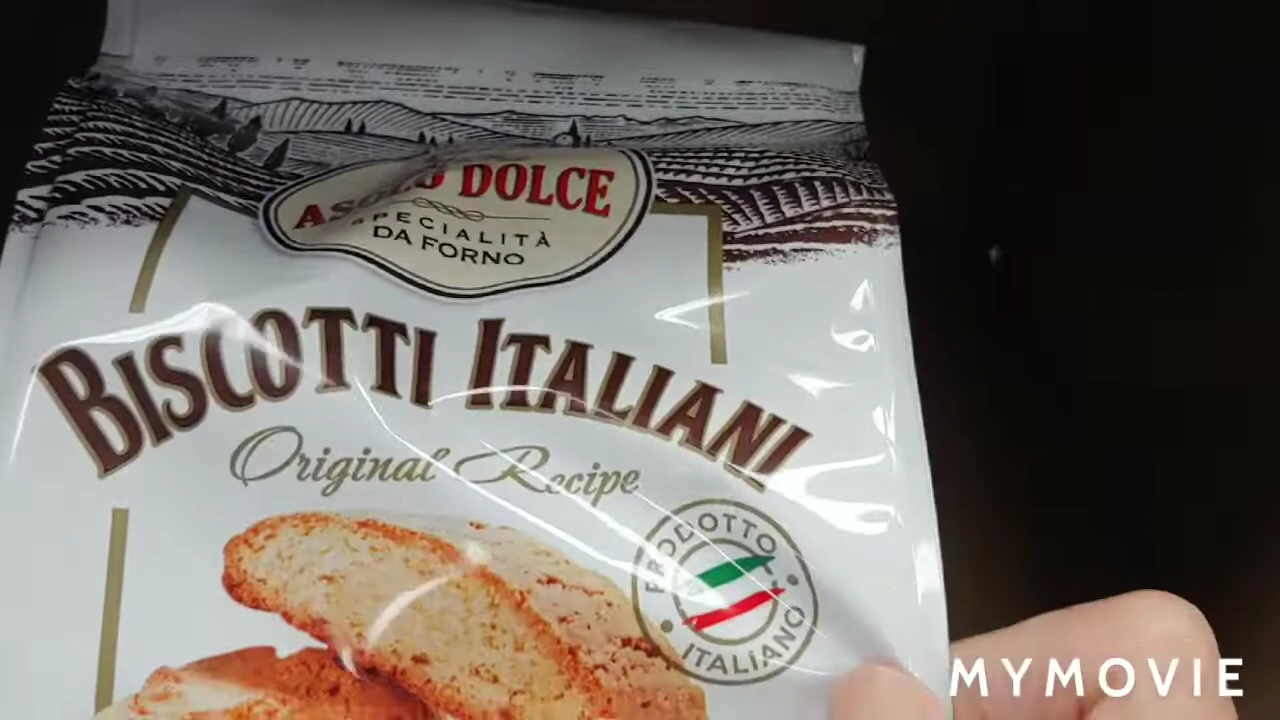 DOLCE
SPECIALITÀ
DA FORNO
BISCOTTI ITALIANI
Original Recipe
PRODOTTO
ITALIANO
MYMOVIE